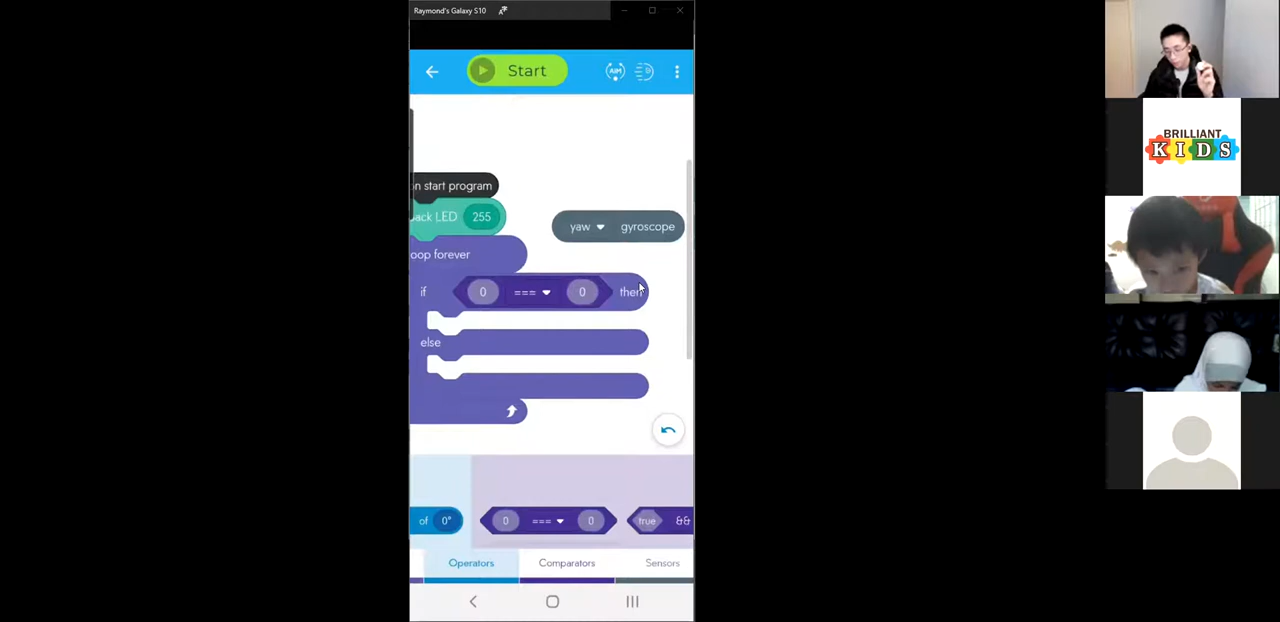 Raymond's Galaxy S10
Start
AIM
n start program
ack LED 255
yaw gyroscope
oop forever
if 0 === 0 then
else
of 0°
0 === 0
true &&
Operators Comparators Sensors
BRILLIANT
KIDS